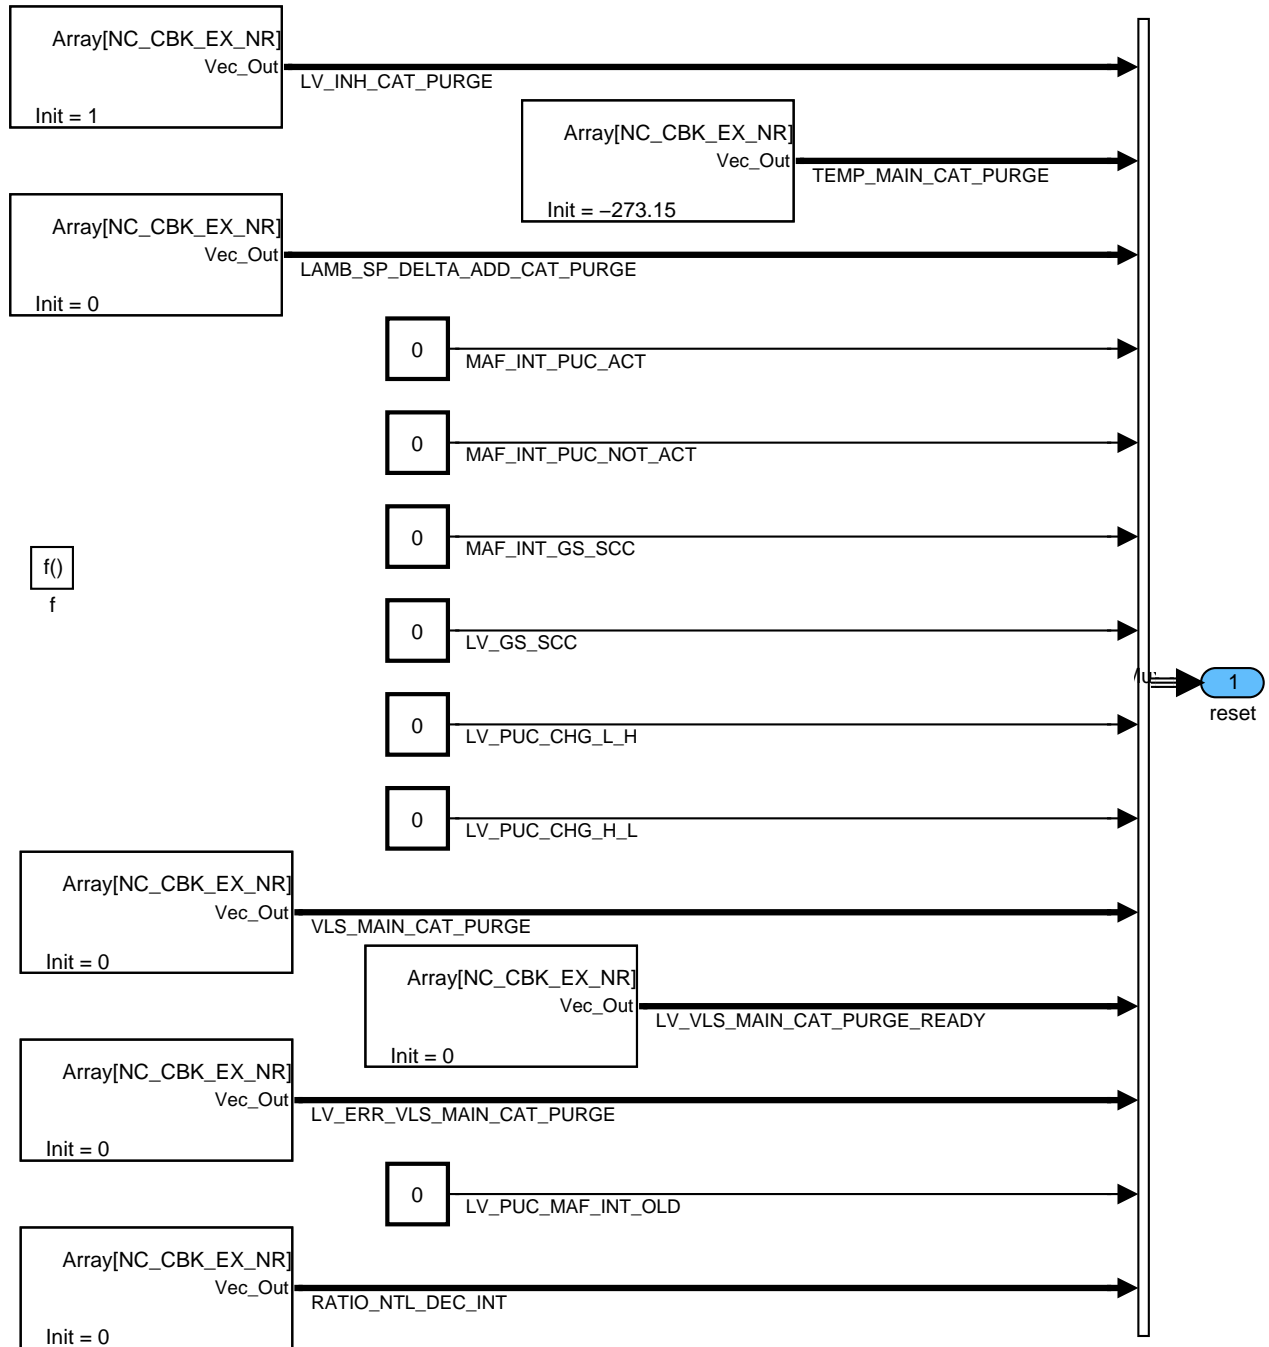 Array[NC_CBK_EX_NR]
Vec_Out
LV_INH_CAT_PURGE
Init = 1
Array[NC_CBK_EX_NR]
Vec_Out
TEMP_MAIN_CAT_PURGE
Init = −273.15
Array[NC_CBK_EX_NR]
Vec_Out
LAMB_SP_DELTA_ADD_CAT_PURGE
Init = 0
0
MAF_INT_PUC_ACT
0
MAF_INT_PUC_NOT_ACT
0
MAF_INT_GS_SCC
f()
f
0
LV_GS_SCC
1
reset
0
LV_PUC_CHG_L_H
0
LV_PUC_CHG_H_L
Array[NC_CBK_EX_NR]
Vec_Out
VLS_MAIN_CAT_PURGE
Init = 0
Array[NC_CBK_EX_NR]
Vec_Out
LV_VLS_MAIN_CAT_PURGE_READY
Init = 0
Array[NC_CBK_EX_NR]
Vec_Out
LV_ERR_VLS_MAIN_CAT_PURGE
Init = 0
0
LV_PUC_MAF_INT_OLD
Array[NC_CBK_EX_NR]
Vec_Out
RATIO_NTL_DEC_INT
Init = 0